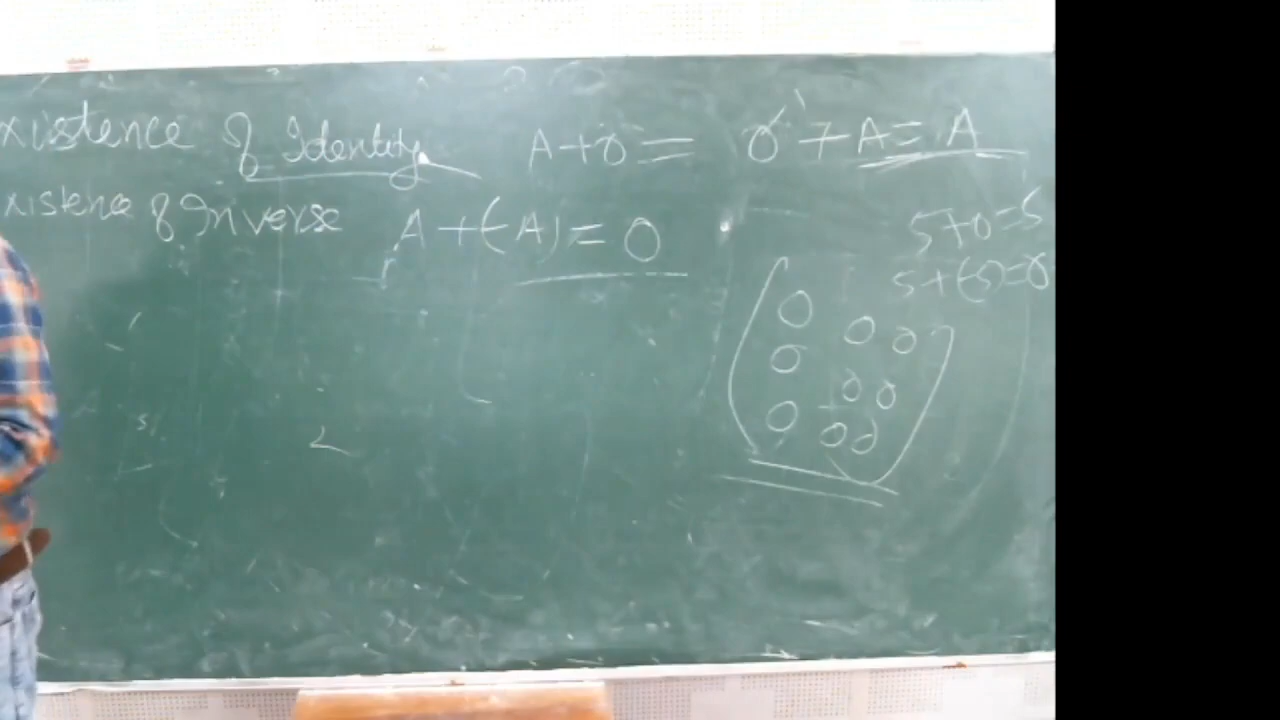 xistence of Identity A+0 = 0+A = A
xistence of Inverse A+(-A) = 0
5+0=5
5+(-5)=0
0 0 0
0 0 0
0 0 0